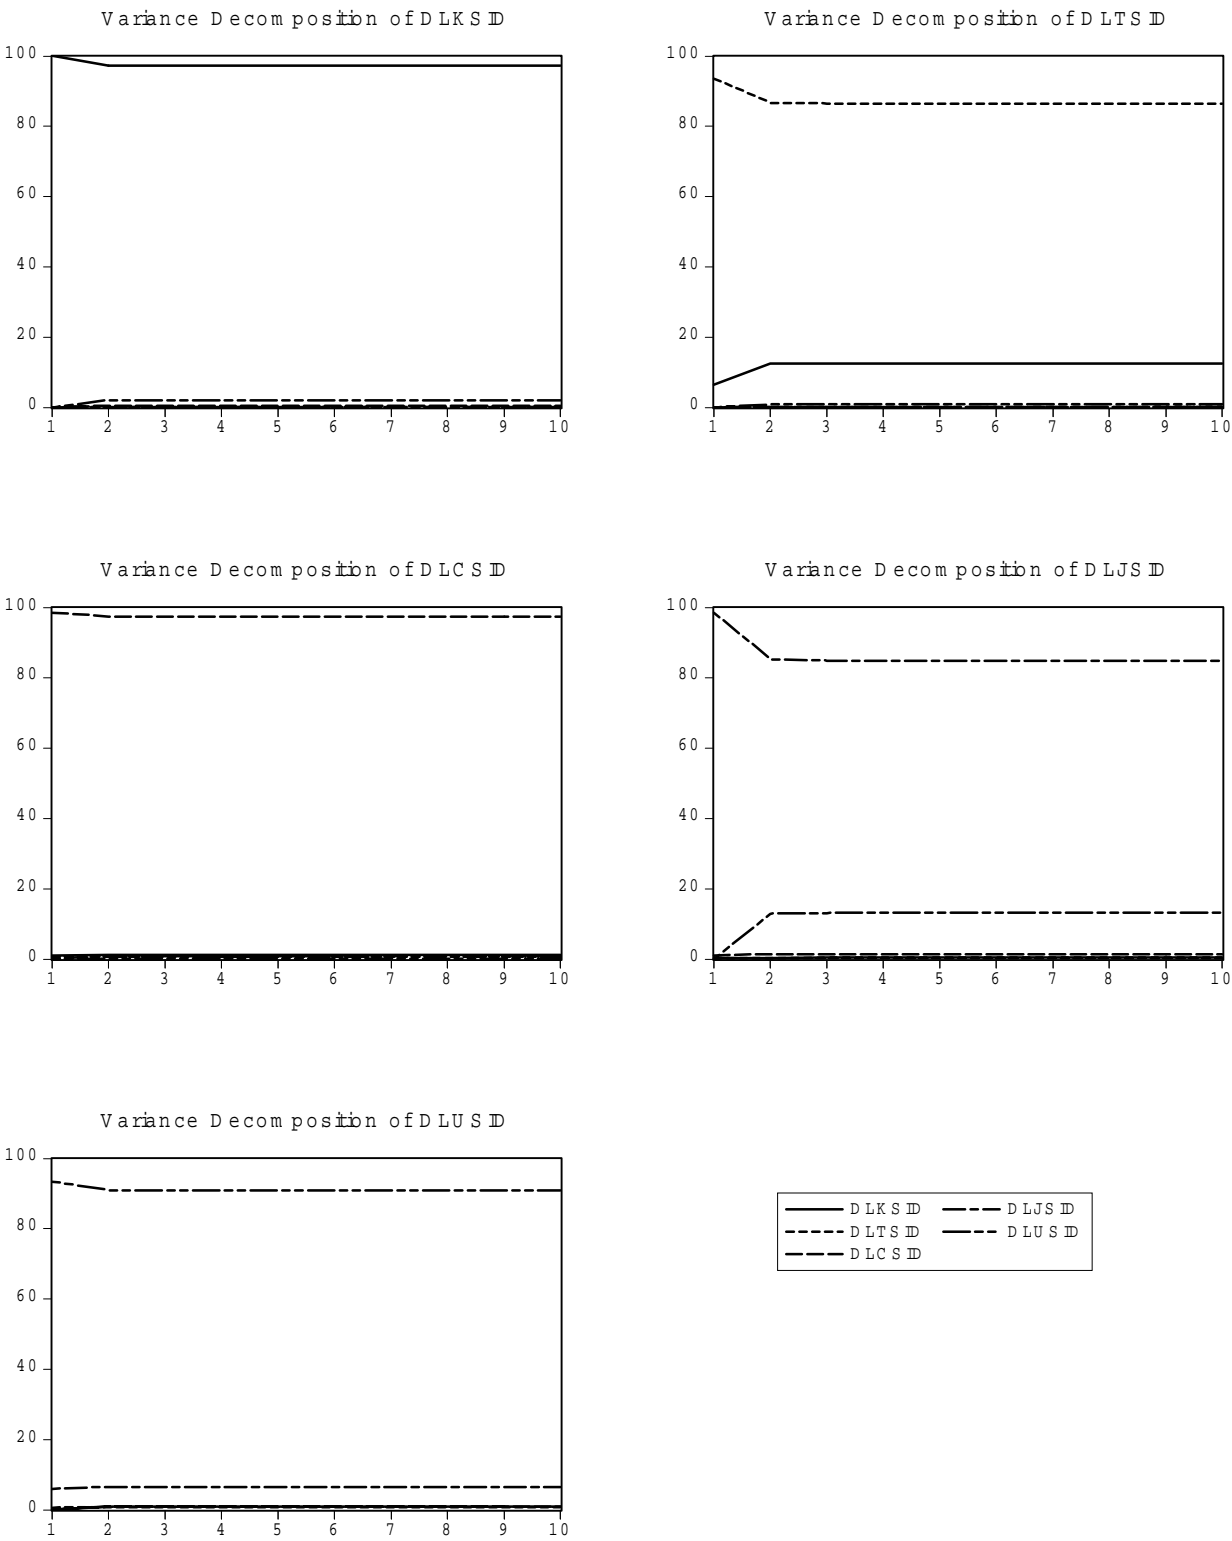 Variance Decomposition of DLKSID
100
80
60
40
20
0
1 2 3 4 5 6 7 8 9 10
Variance Decomposition of DLTSID
100
80
60
40
20
0
1 2 3 4 5 6 7 8 9 10
Variance Decomposition of DLCSID
100
80
60
40
20
0
1 2 3 4 5 6 7 8 9 10
Variance Decomposition of DLJSID
100
80
60
40
20
0
1 2 3 4 5 6 7 8 9 10
Variance Decomposition of DLUSID
100
80
60
40
20
0
1 2 3 4 5 6 7 8 9 10
DLKSID DLJSID
DLTSID DLUSID
DLCSID